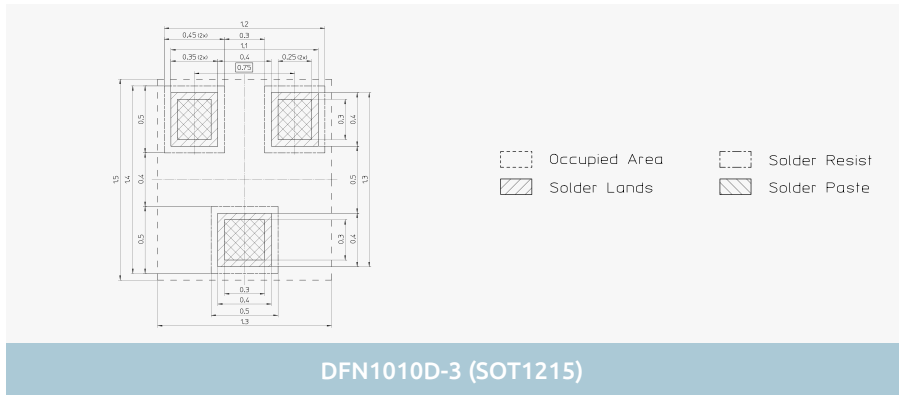 1.2
0.45 (2x) 0.3
1.1
0.35 (2x) 0.4 0.25 (2x)
0.75
0.5 0.3 0.4
1.5 1.4 0.4 0.5 1.3
0.5 0.3 0.4
0.3
0.4
0.5
1.3
Occupied Area Solder Resist
Solder Lands Solder Paste
DFN1010D-3 (SOT1215)